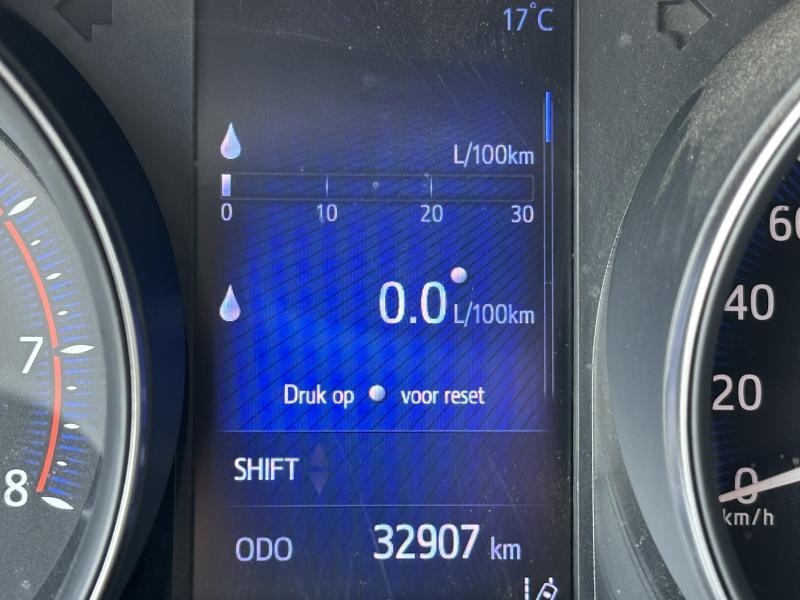 17°C
L/100km
0 10 20 30
0.0 L/100km
Druk op voor reset
SHIFT
ODO 32907 km
7
8
60
40
20
0
km/h